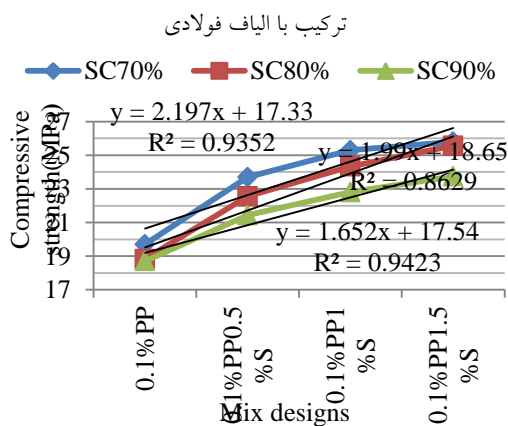 ترکیب با الیاف فولادی
SC70%
SC80%
SC90%
y = 2.197x + 17.33
R² = 0.9352
y = 1.99x + 18.65
R² = 0.8629
y = 1.652x + 17.54
R² = 0.9423
Compressive
strength(MPa)
27
25
23
21
19
17
0.1%PP
0.1%PP0.5
%S
0.1%PP1
%S
0.1%PP1.5
%S
Mix designs